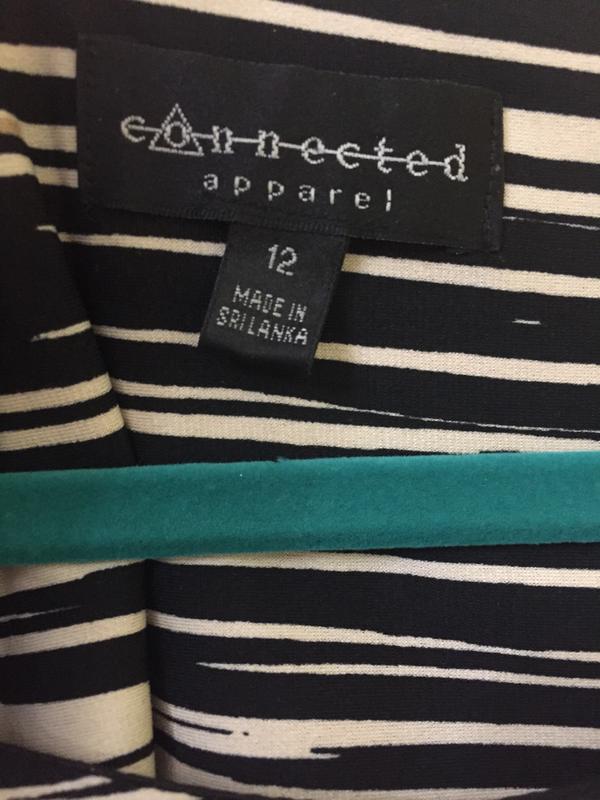 connected
apparel
12
MADE IN
SRI LANKA